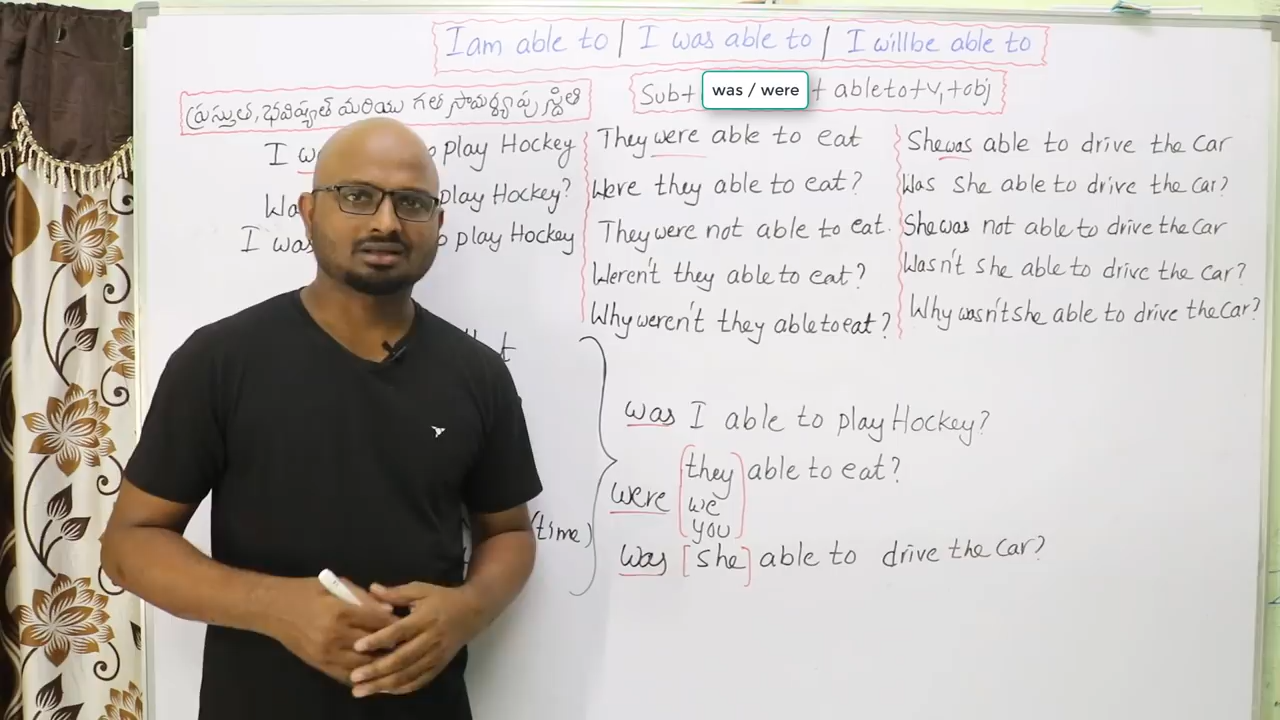 I am able to | I was able to | I will be able to
Sub+ was / were + able to + V1 + obj
ప్రస్తుత, భవిష్యత్ మరియు గత సామర్థ్యపు స్థితి
I play Hockey
play Hockey?
I was play Hockey
They were able to eat
Were they able to eat?
They were not able to eat.
Weren't they able to eat?
Why weren't they able to eat?
She was able to drive the Car
Was she able to drive the Car?
She was not able to drive the Car
Wasn't she able to drive the Car?
Why wasn't she able to drive the Car?
(time)
was I able to play Hockey?
were they able to eat?
we
you
was [she] able to drive the Car?